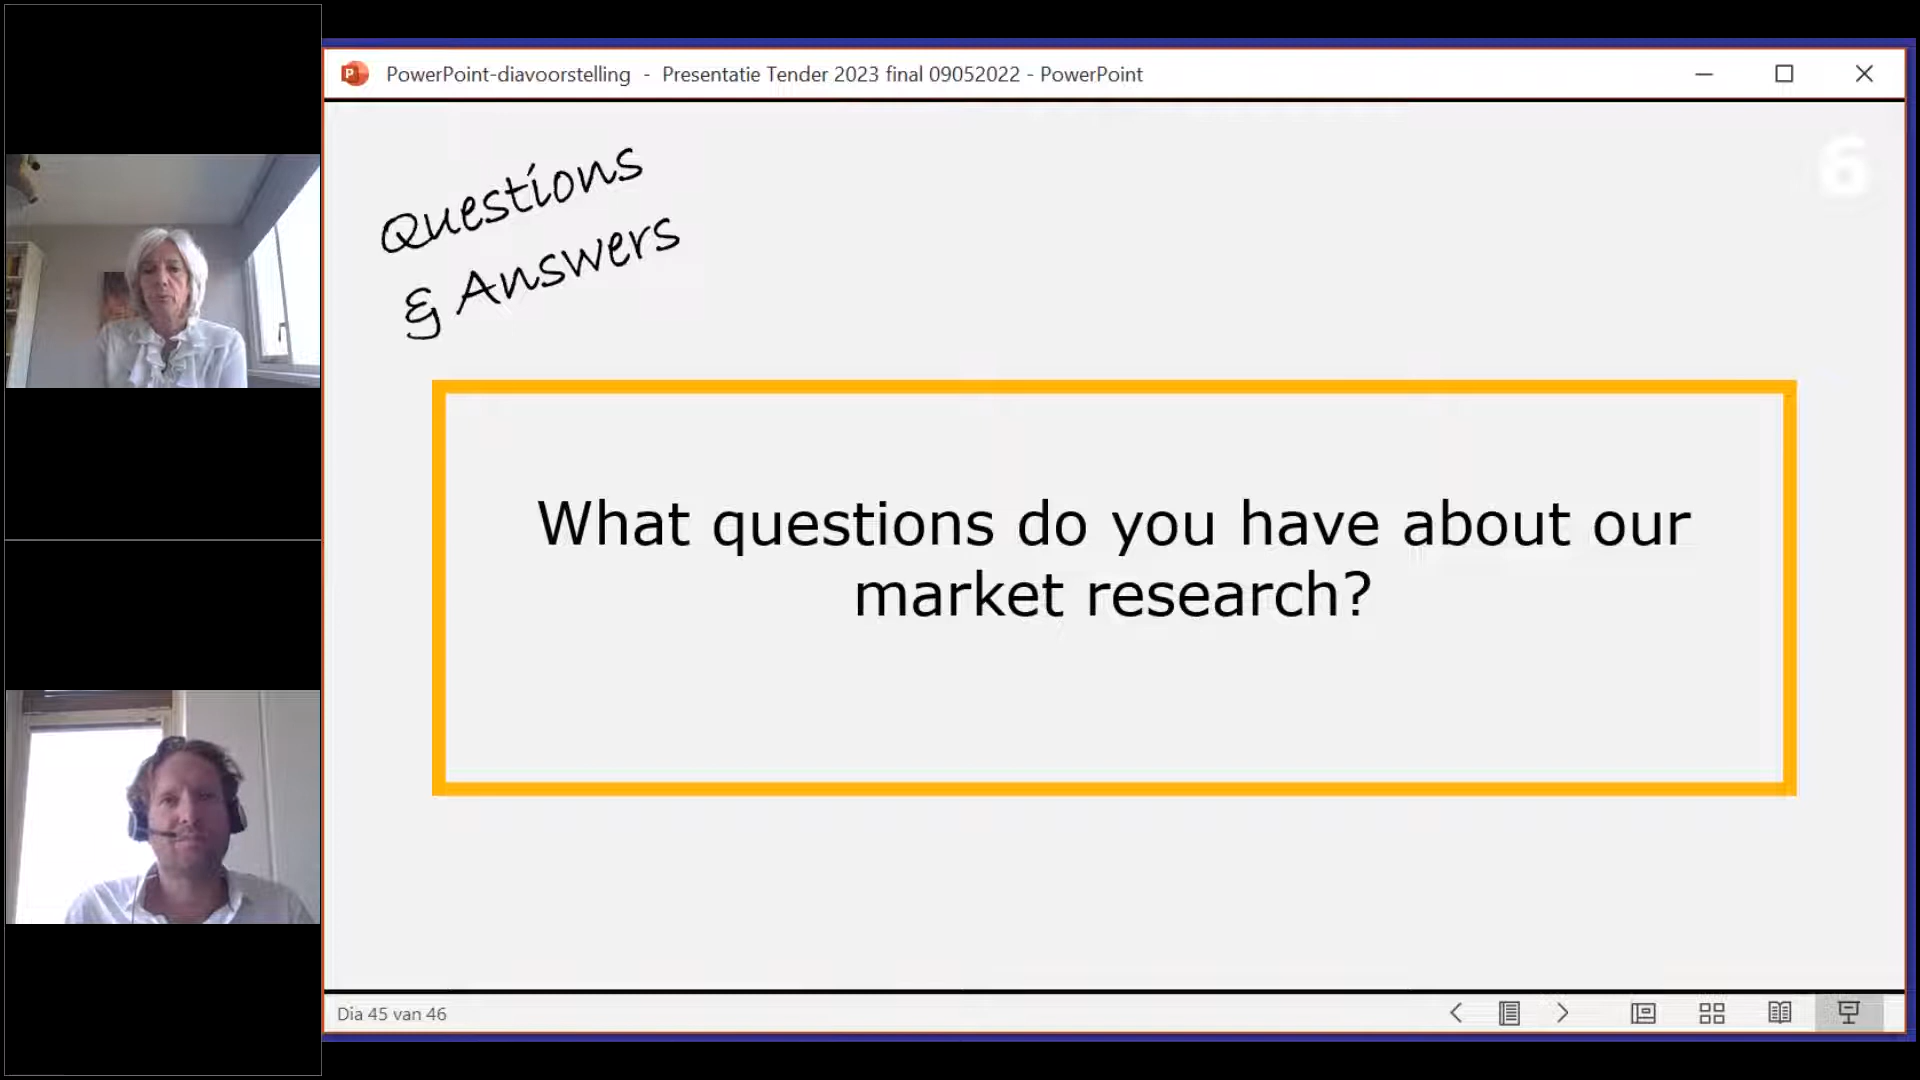 PowerPoint-diavoorstelling - Presentatie Tender 2023 final 09052022 - PowerPoint
6
Questions
& Answers
What questions do you have about our
market research?
Dia 45 van 46